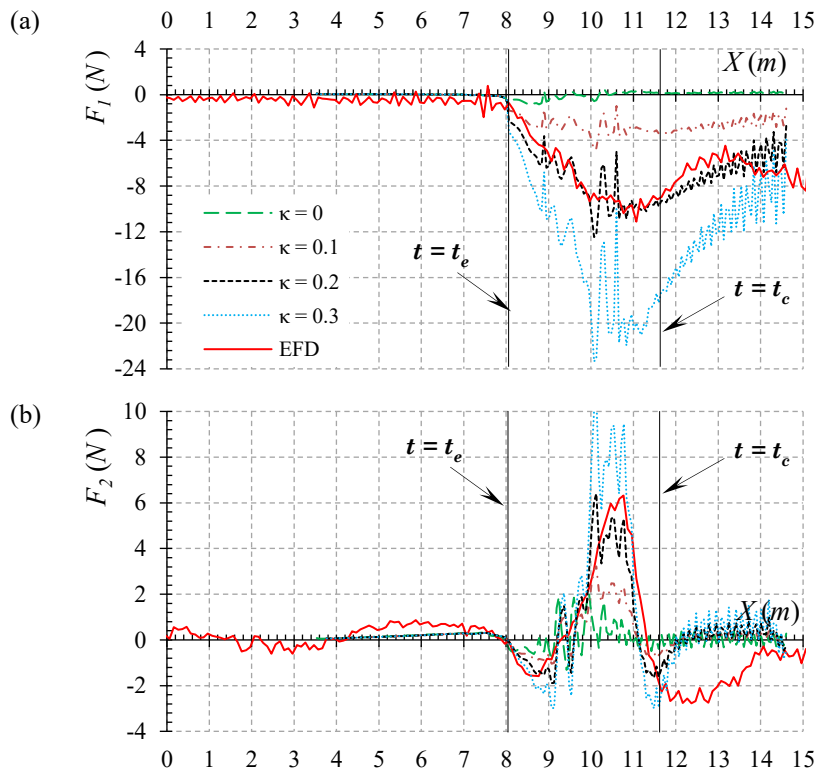 (a)
0 1 2 3 4 5 6 7 8 9 10 11 12 13 14 15
X (m)
F1 (N)
4
0
-4
-8
-12
-16
-20
-24
κ = 0
κ = 0.1
κ = 0.2
κ = 0.3
EFD
t = te
t = tc
(b)
F2 (N)
10
8
6
4
2
0
-2
-4
t = te
t = tc
X (m)
0 1 2 3 4 5 6 7 8 9 10 11 12 13 14 15